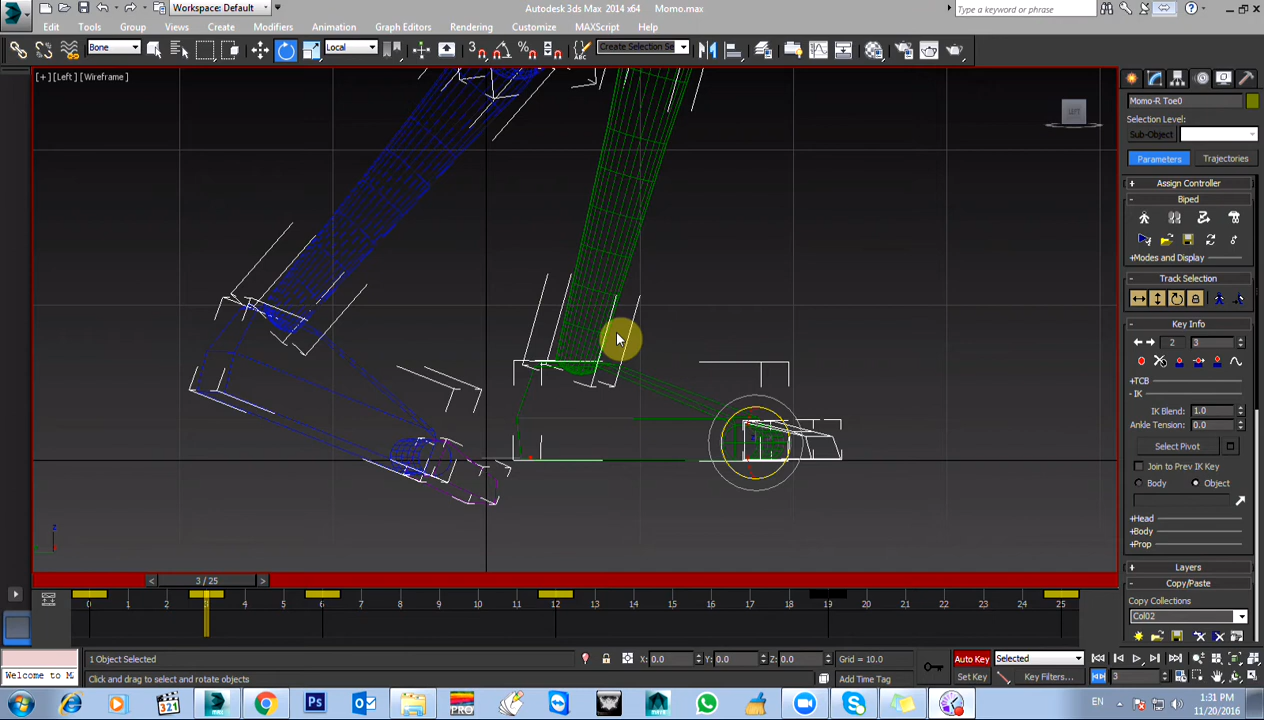 Workspace: Default
Autodesk 3ds Max 2014 x64 Momo.max
Type a keyword or phrase
Edit Tools Group Views Create Modifiers Animation Graph Editors Rendering Customize MAXScript Help
Bone Local Create Selection Se
[+] [Left] [Wireframe]
LEFT
Momo-R Toe0
Selection Level:
Sub-Object
Parameters Trajectories
+ Assign Controller
- Biped
+Modes and Display
- Track Selection
- Key Info
2 3
+TCB
- IK
IK Blend: 1.0
Ankle Tension: 0.0
Select Pivot
Join to Prev IK Key
Body Object
+Head
+Body
+Prop
+ Layers
- Copy/Paste
Copy Collections
Col02
< 3 / 25 >
0 1 2 3 4 5 6 7 8 9 10 11 12 13 14 15 16 17 18 19 20 21 22 23 24 25
1 Object Selected X: 0.0 Y: 0.0 Z: 0.0 Grid = 10.0 Auto Key Selected
Welcome to M Click and drag to select and rotate objects Add Time Tag Set Key Key Filters... 3
EN 1:31 PM
11/20/2016